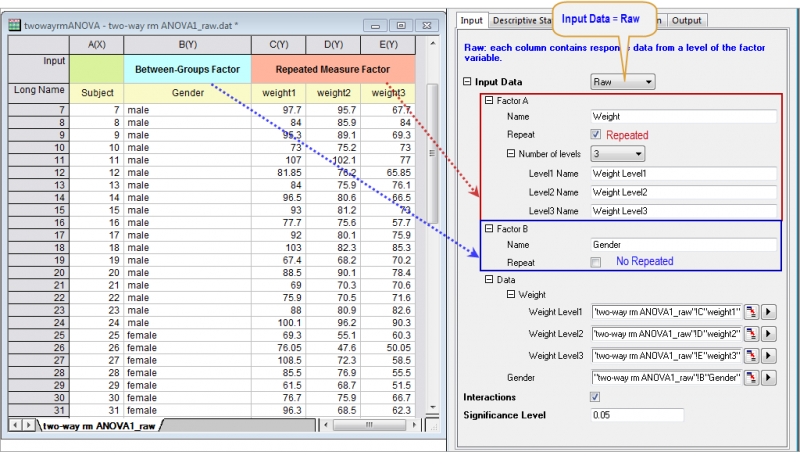 twowayrmANOVA - two-way rm ANOVA1_raw.dat *
A(X) B(Y) C(Y) D(Y) E(Y)
Input Between-Groups Factor Repeated Measure Factor
Long Name Subject Gender weight1 weight2 weight3
7 7 male 97.7 95.7 67.7
8 8 male 84 85.9 84
9 9 male 95.3 89.1 69.3
10 10 male 73 75.2 73
11 11 male 107 102.1 77
12 12 male 81.85 76.2 65.85
13 13 male 84 75.9 76.1
14 14 male 96.5 80.6 66.5
15 15 male 93 81.2 73
16 16 male 77.7 75.6 57.7
17 17 male 92 80.1 75.9
18 18 male 103 82.3 85.3
19 19 male 67.4 68.2 70.2
20 20 male 88.5 90.1 78.4
21 21 male 69 70.3 70.6
22 22 male 75.9 70.5 71.6
23 23 male 88 80.9 82.6
24 24 male 100.1 96.2 90.3
25 25 female 69.3 55.1 60.3
26 26 female 76.05 47.6 50.05
27 27 female 108.5 72.3 58.5
28 28 female 85.5 76.9 55.5
29 29 female 61.5 68.7 51.5
30 30 female 76.7 75.9 66.7
31 31 female 96.3 68.5 62.3
two-way rm ANOVA1_raw
Input Descriptive Sta Output
Input Data = Raw
Raw: each column contains response data from a level of the factor
variable.
Input Data Raw
Factor A
Name Weight
Repeat Repeated
Number of levels 3
Level1 Name Weight Level1
Level2 Name Weight Level2
Level3 Name Weight Level3
Factor B
Name Gender
Repeat No Repeated
Data
Weight
Weight Level1 'two-way rm ANOVA1_raw"!C"weight1"
Weight Level2 'two-way rm ANOVA1_raw"!D"weight2"
Weight Level3 'two-way rm ANOVA1_raw"!E"weight3"
Gender "two-way rm ANOVA1_raw"!B"Gender"
Interactions
Significance Level 0.05